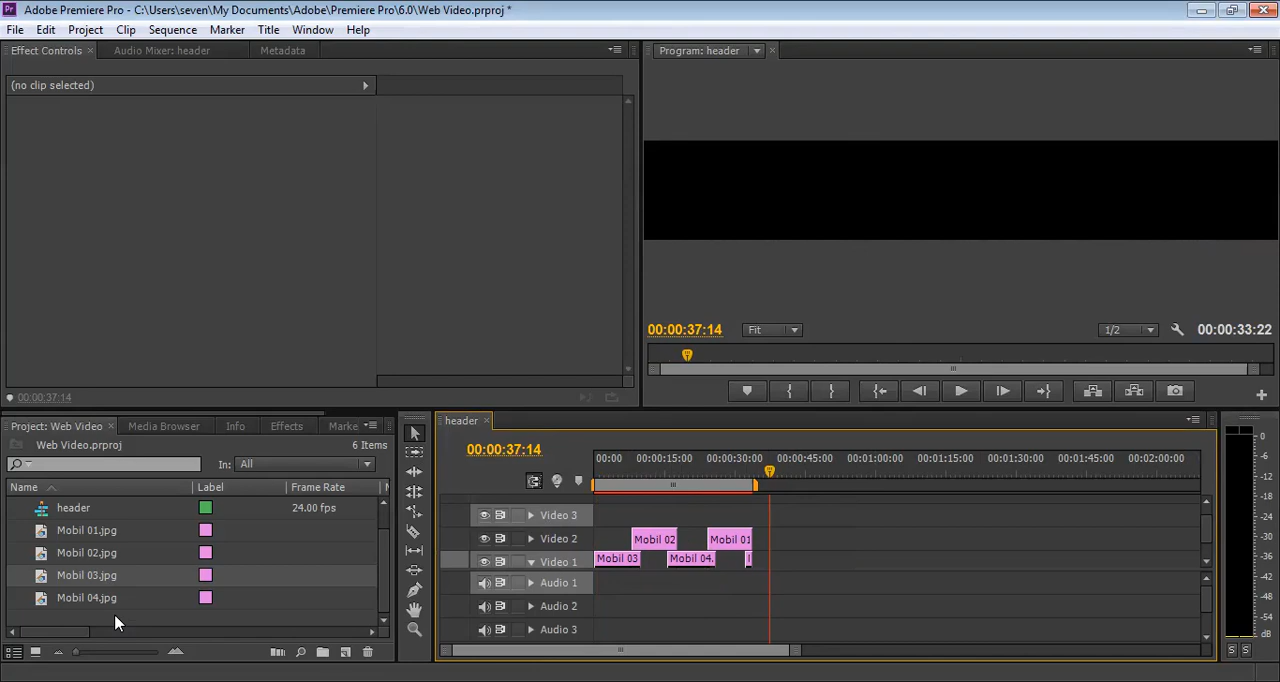 Pr Adobe Premiere Pro - C:\Users\seven\My Documents\Adobe\Premiere Pro\6.0\Web Video.prproj *
File Edit Project Clip Sequence Marker Title Window Help
Effect Controls Audio Mixer: header Metadata
Program: header
(no clip selected)
00:00:37:14 Fit 1/2 00:00:33:22
00:00:37:14
Project: Web Video Media Browser Info Effects Marke
header
Web Video.prproj 6 Items
00:00:37:14
In: All
00:00 00:00:15:00 00:00:30:00 00:00:45:00 00:01:00:00 00:01:15:00 00:01:30:00 00:01:45:00 00:02:00:00
Name Label Frame Rate
header 24.00 fps
Mobil 01.jpg
Mobil 02.jpg
Mobil 03.jpg
Mobil 04.jpg
Video 3
Video 2 Mobil 02 Mobil 01
Video 1 Mobil 03 Mobil 04.
Audio 1
Audio 2
Audio 3
0
-6
-12
-18
-24
-30
-36
-42
-48
-54
dB
S S